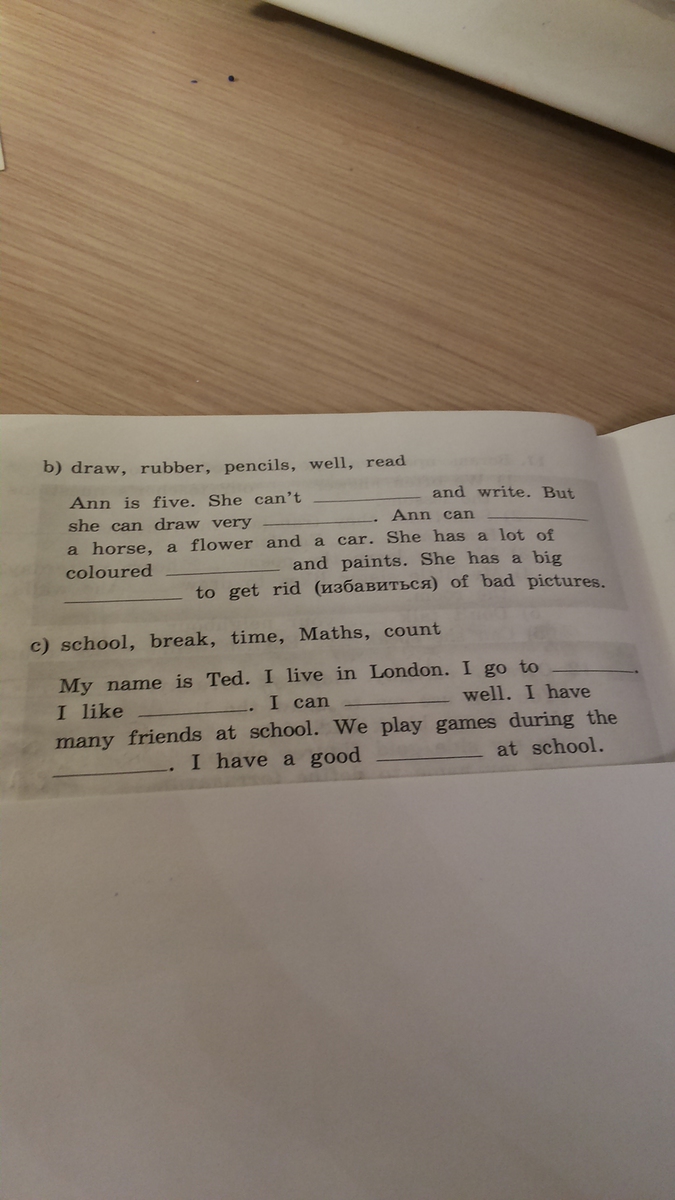 b) draw, rubber, pencils, well, read
Ann is five. She can't __________ and write. But
she can draw very __________. Ann can __________
a horse, a flower and a car. She has a lot of
coloured __________ and paints. She has a big
__________ to get rid (избавиться) of bad pictures.
c) school, break, time, Maths, count
My name is Ted. I live in London. I go to __________.
I like __________. I can __________ well. I have
many friends at school. We play games during the
__________. I have a good __________ at school.